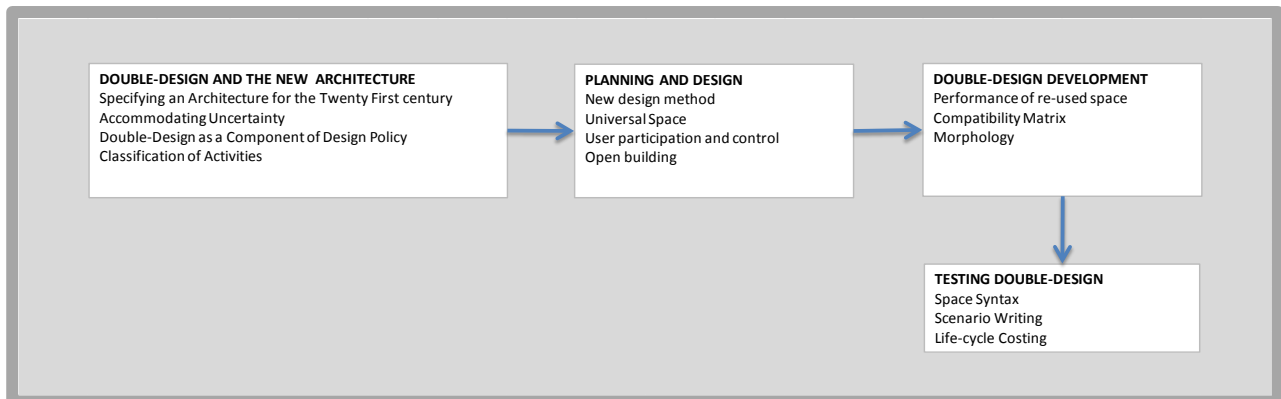 DOUBLE-DESIGN AND THE NEW ARCHITECTURE
Specifying an Architecture for the Twenty First century
Accommodating Uncertainty
Double-Design as a Component of Design Policy
Classification of Activities
PLANNING AND DESIGN
New design method
Universal Space
User participation and control
Open building
DOUBLE-DESIGN DEVELOPMENT
Performance of re-used space
Compatibility Matrix
Morphology
TESTING DOUBLE-DESIGN
Space Syntax
Scenario Writing
Life-cycle Costing